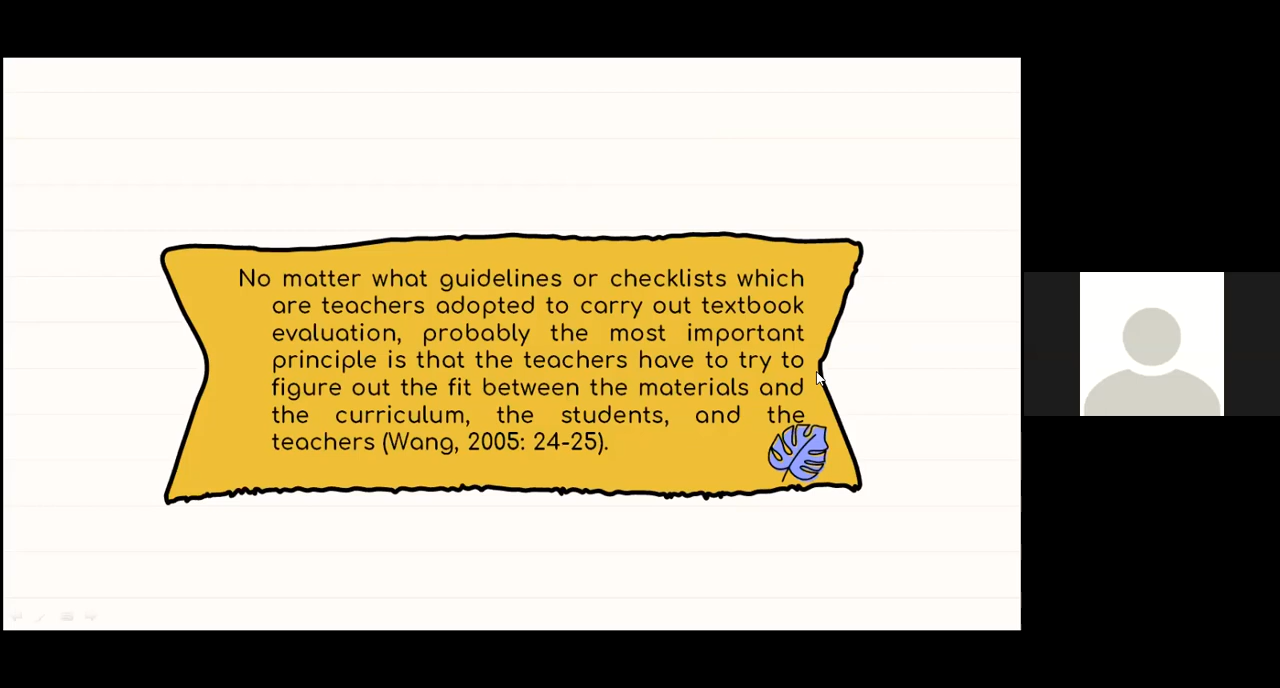 No matter what guidelines or checklists which
are teachers adopted to carry out textbook
evaluation, probably the most important
principle is that the teachers have to try to
figure out the fit between the materials and
the curriculum, the students, and the
teachers (Wang, 2005: 24-25).